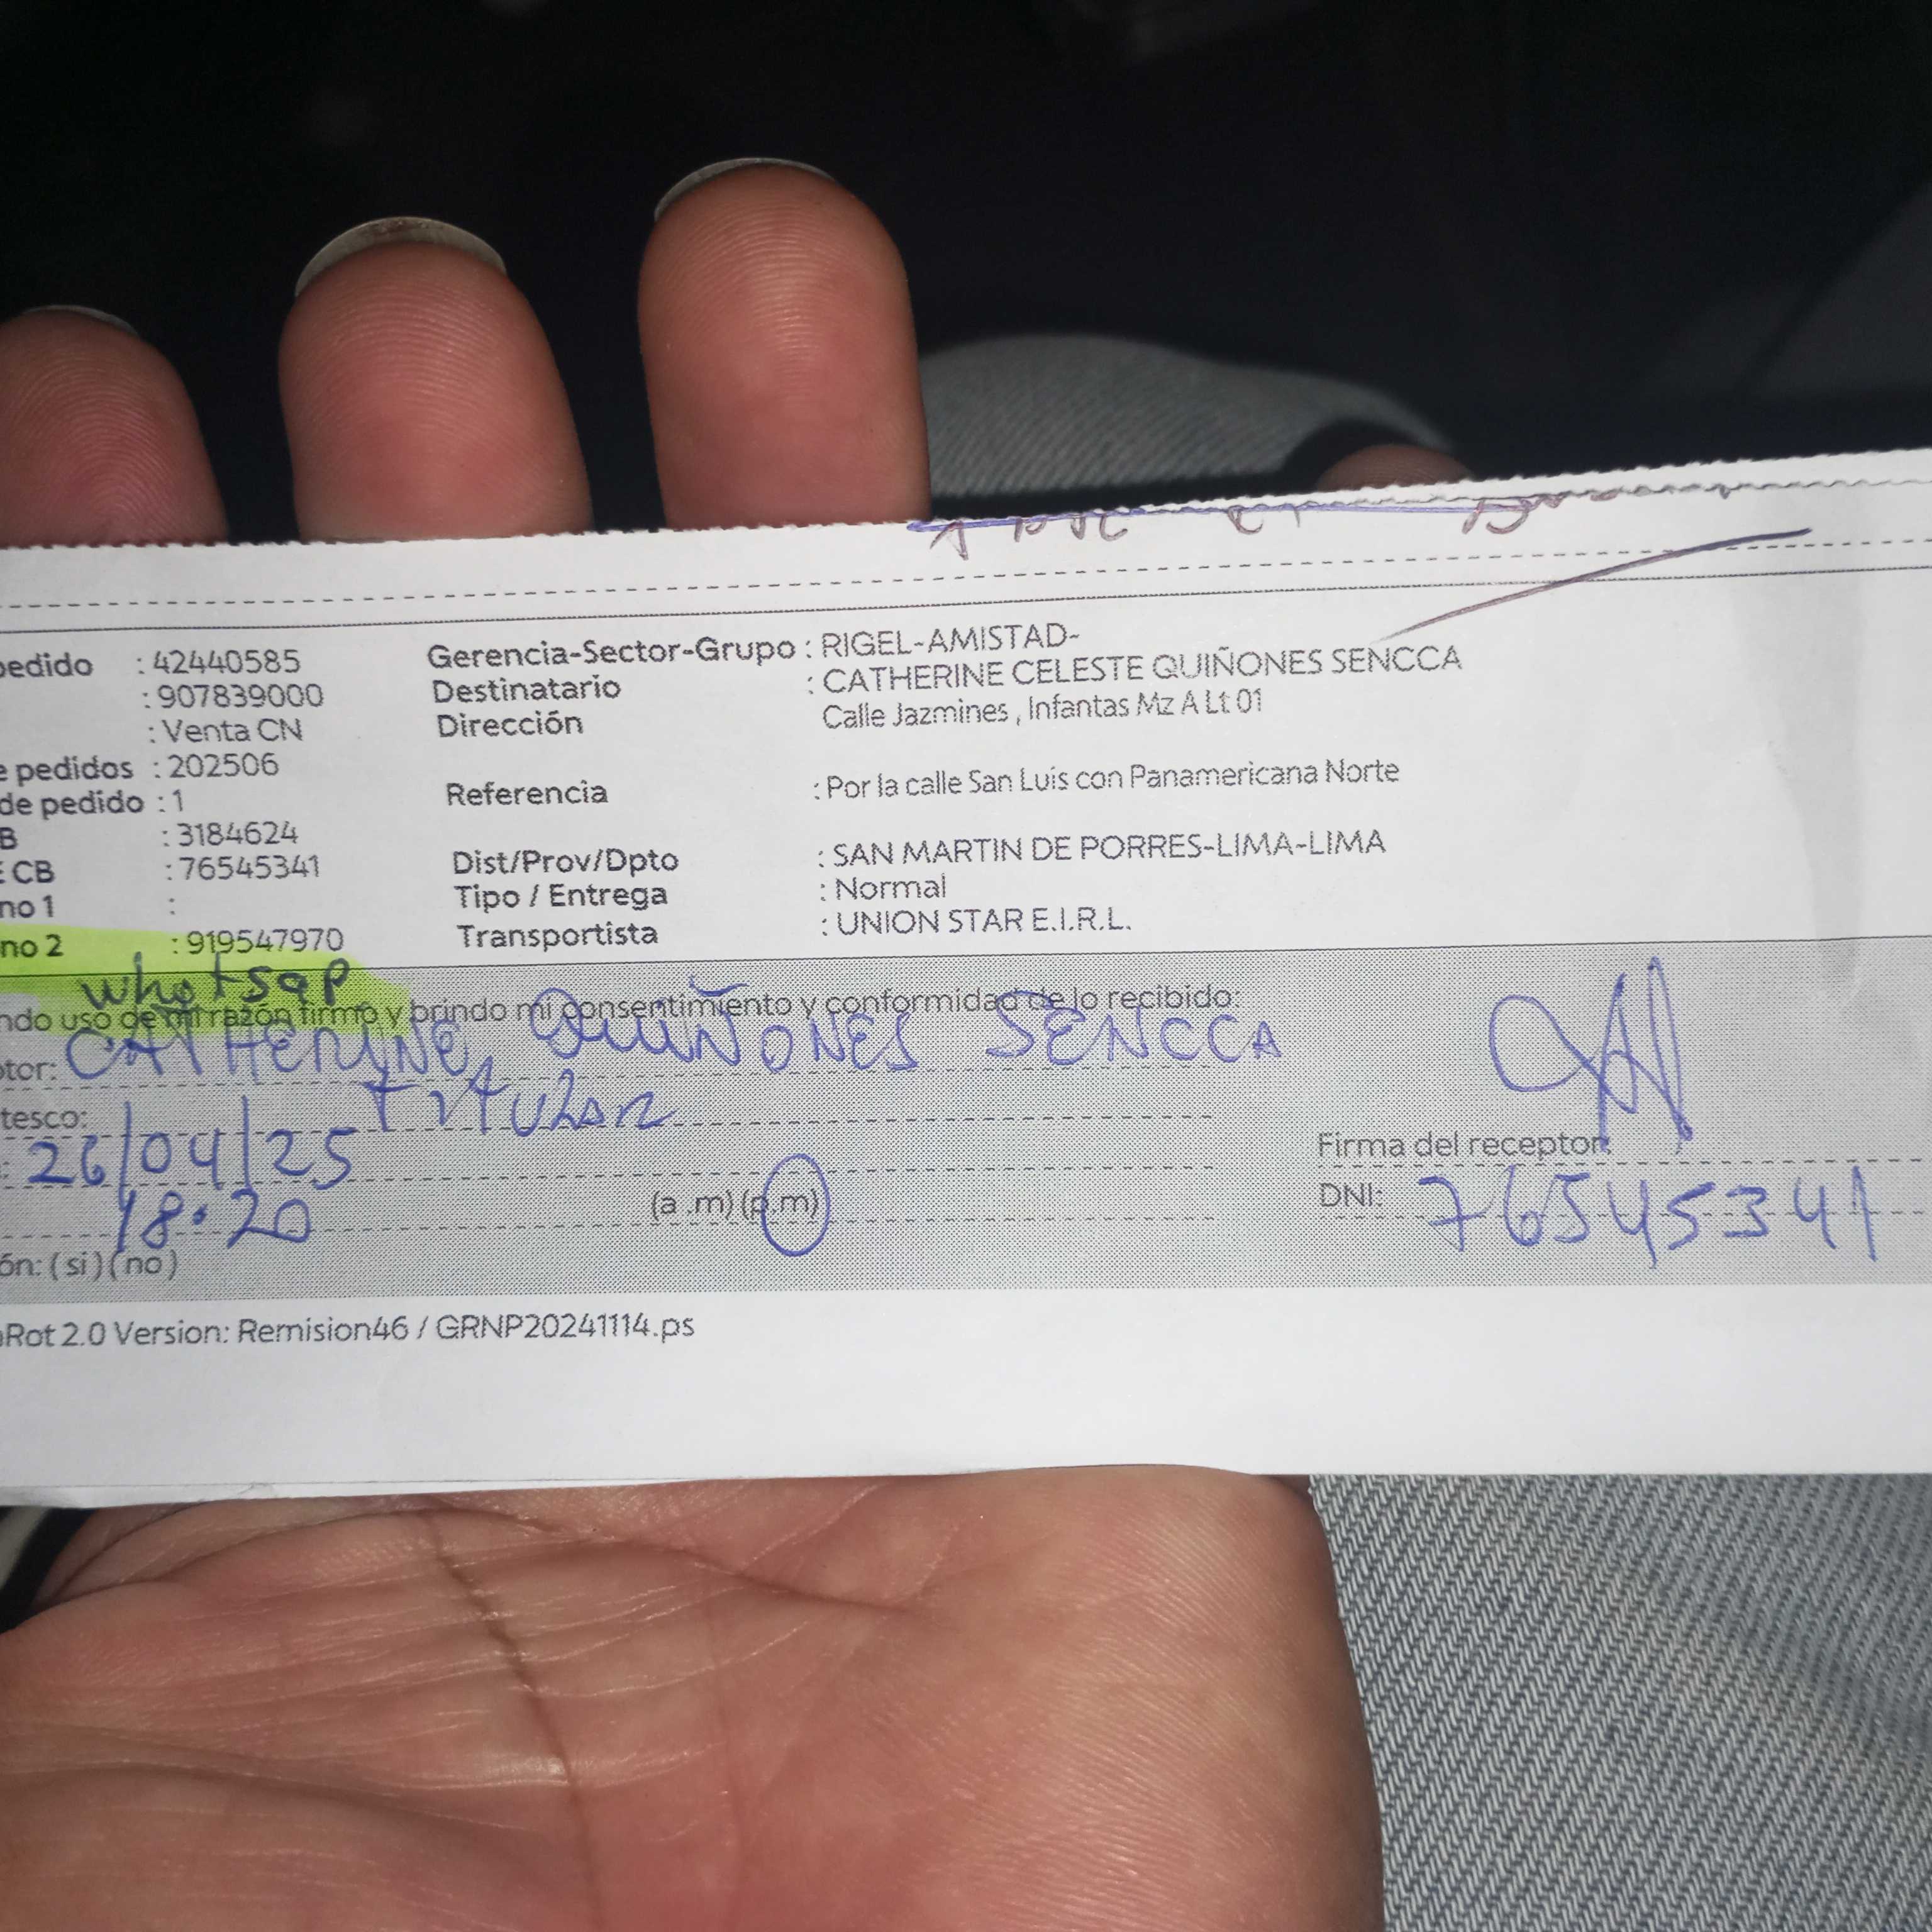 pedido : 42440585
: 907839000
: Venta CN
e pedidos : 202506
de pedido : 1
B : 3184624
E CB : 76545341
no 1 :
no 2 : 919547970
Gerencia-Sector-Grupo : RIGEL-AMISTAD-
Destinatario : CATHERINE CELESTE QUIÑONES SENCCA
Dirección Calle Jazmines , Infantas Mz A Lt 01
Referencia : Por la calle San Luis con Panamericana Norte
Dist/Prov/Dpto : SAN MARTIN DE PORRES-LIMA-LIMA
Tipo / Entrega : Normal
Transportista : UNION STAR E.I.R.L.
whatsap
ndo uso de mi razón firmo y brindo mi consentimiento y conformidad de lo recibido:
ptor: CATHERINE QUIÑONES SENCCA
tesco: TITULAR
: 26/04/25
18:20 (a .m) (p.m)
ón: ( si ) ( no )
Firma del receptor:
DNI: 76545341
Rot 2.0 Version: Remision46 / GRNP20241114.ps